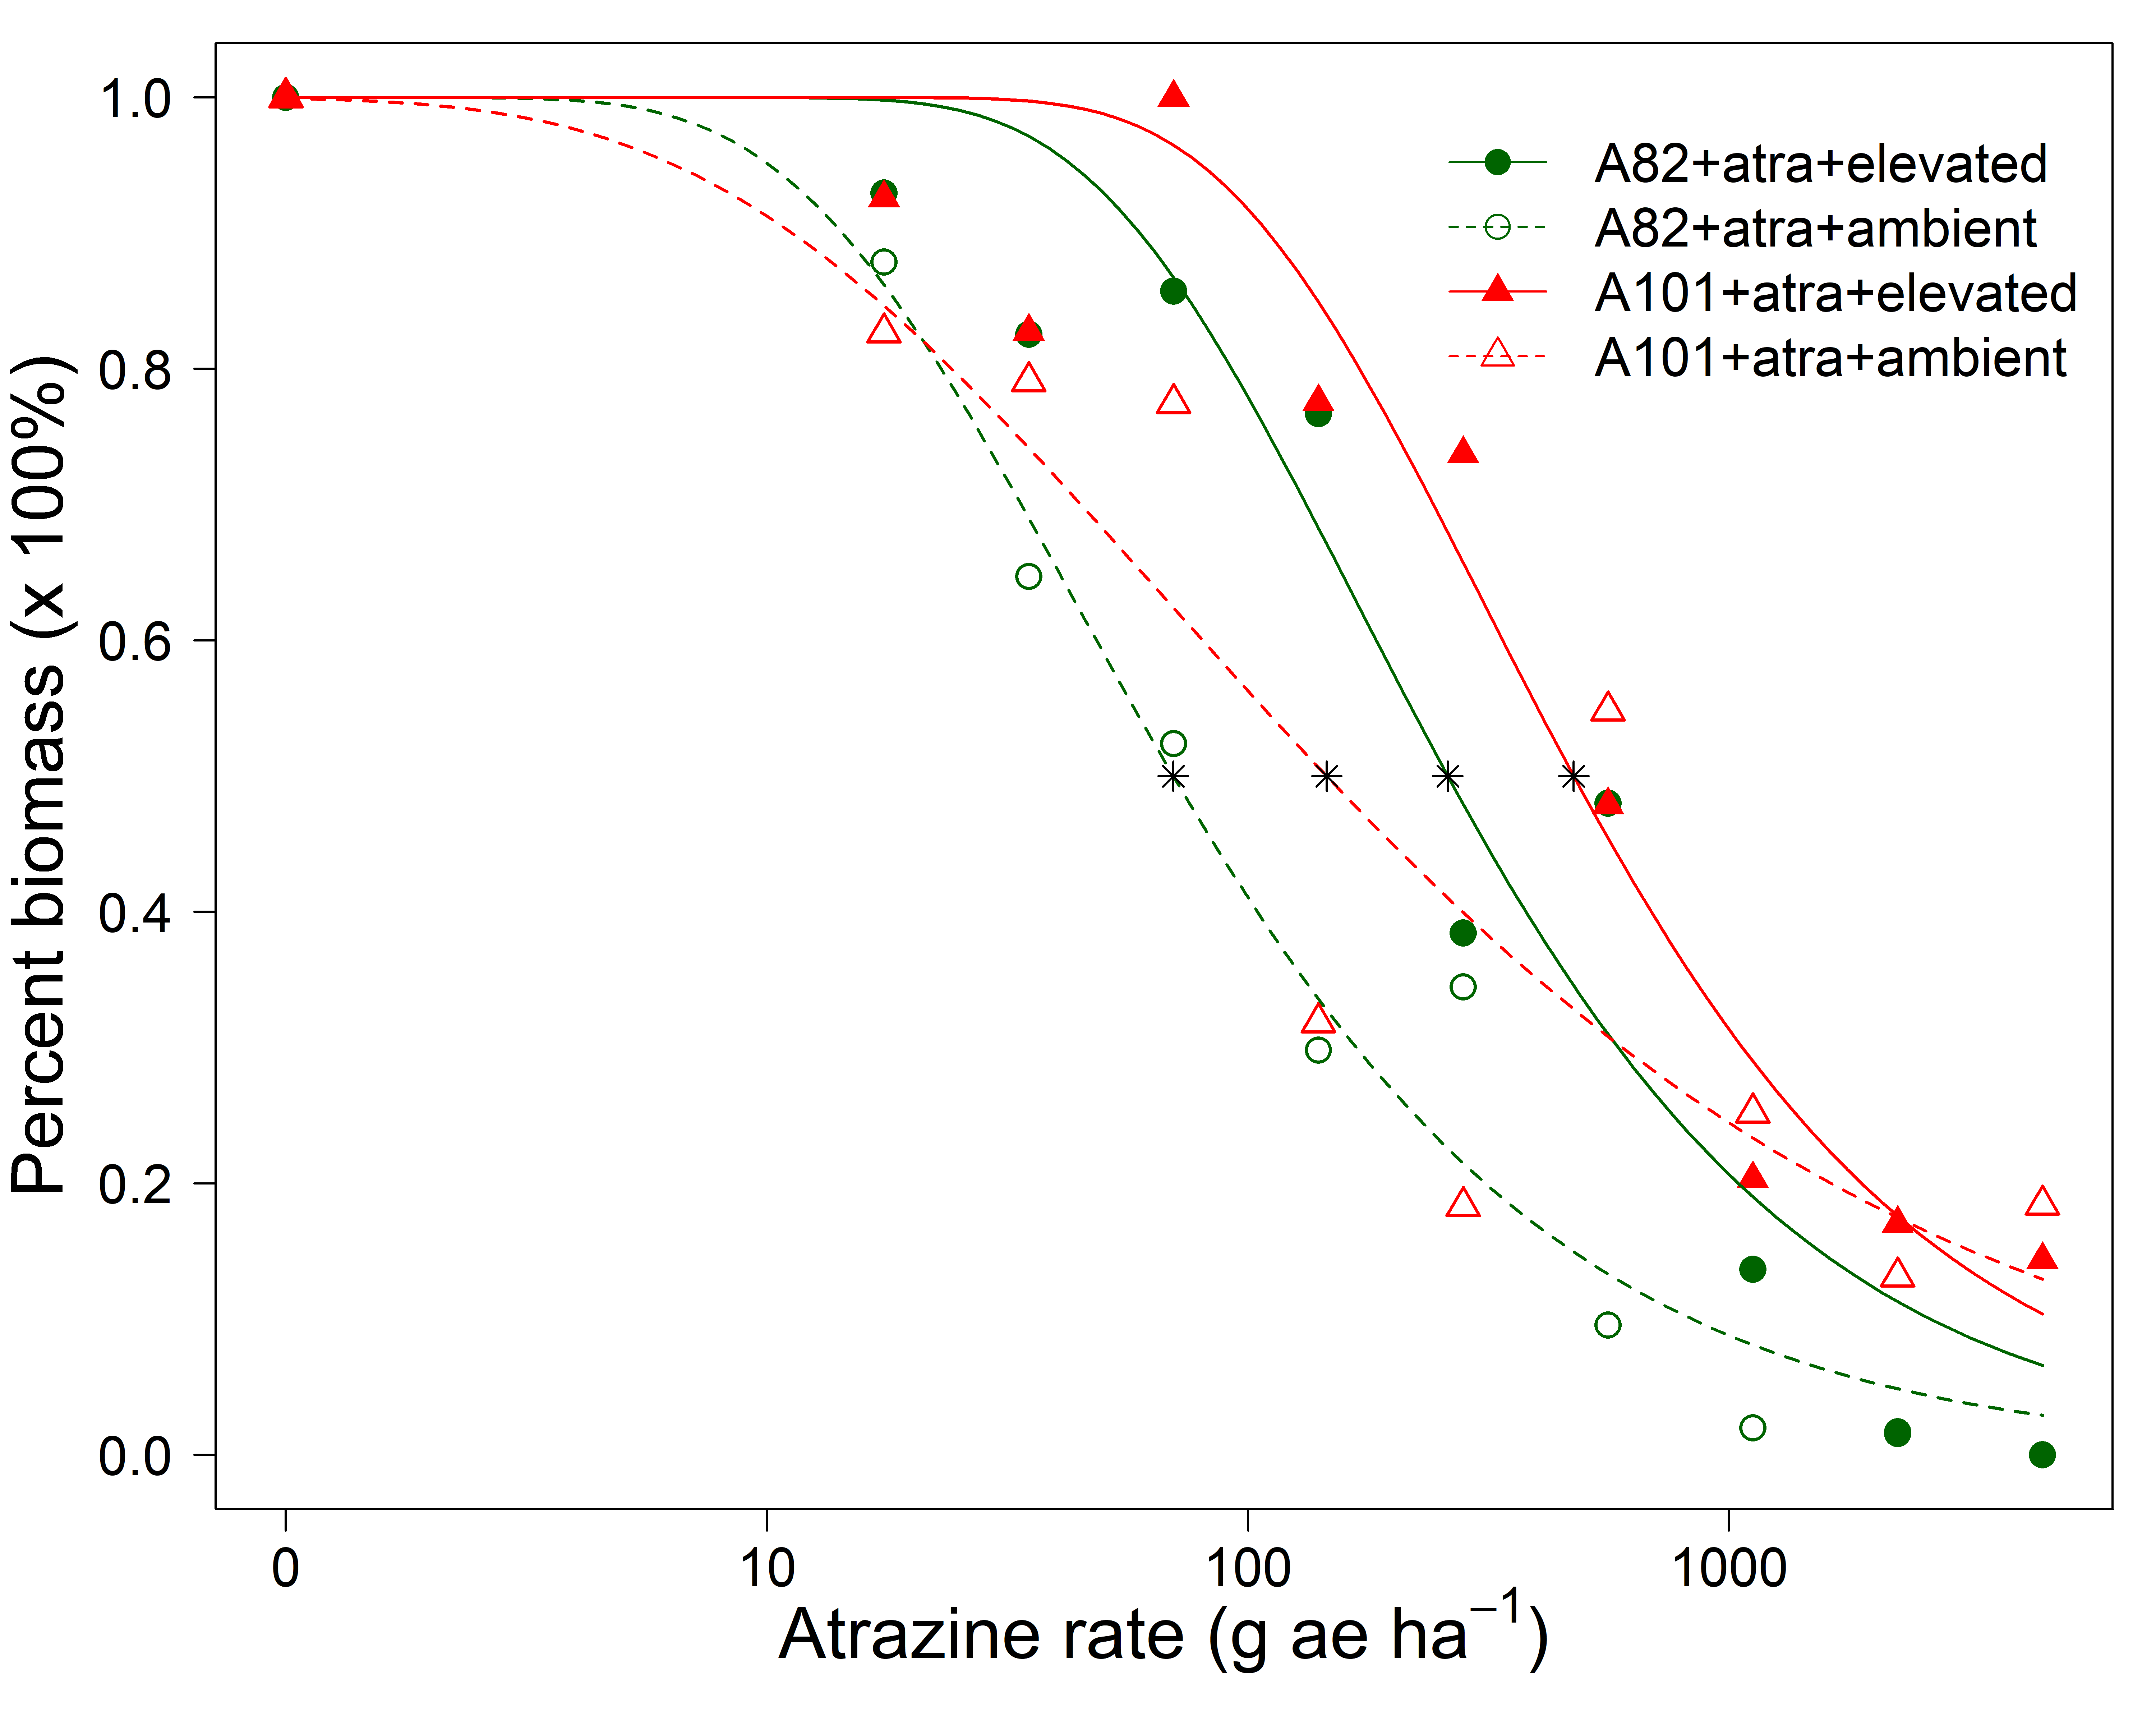 1.0
0.8
0.6
0.4
0.2
0.0
Percent biomass (x 100%)
A82+atra+elevated
A82+atra+ambient
A101+atra+elevated
A101+atra+ambient
0 10 100 1000
Atrazine rate (g ae ha⁻¹)